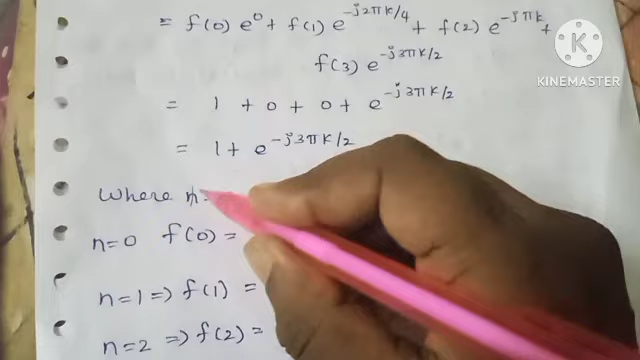 = f(0) e⁰ + f(1) e^{-j2πk/4} + f(2) e^{-jπk} +
f(3) e^{-j3πk/2}
= 1 + 0 + 0 + e^{-j3πk/2}
= 1 + e^{-j3πk/2}
Where n
n=0 f(0) =
n=1 => f(1) =
n=2 => f(2) =
K
KINEMASTER